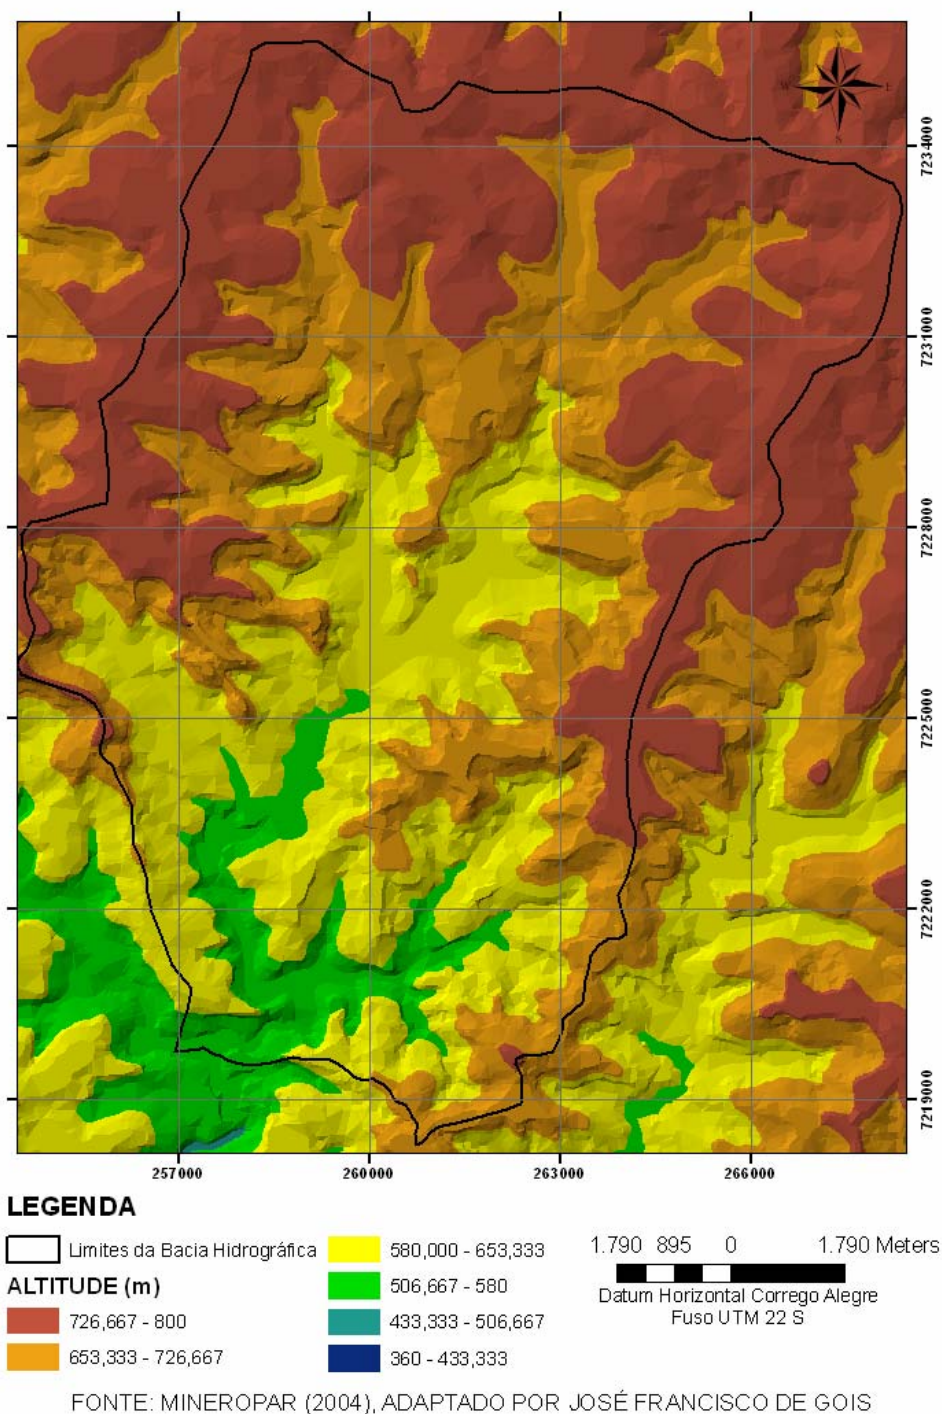 N
W E
7234000
7231000
7228000
7225000
7222000
7219000
257000 260000 263000 266000
LEGENDA
Limites da Bacia Hidrográfica
ALTITUDE (m)
726,667 - 800
653,333 - 726,667
580,000 - 653,333
506,667 - 580
433,333 - 506,667
360 - 433,333
1.790 895 0 1.790 Meters
Datum Horizontal Corrego Alegre
Fuso UTM 22 S
FONTE: MINEROPAR (2004), ADAPTADO POR JOSÉ FRANCISCO DE GOIS